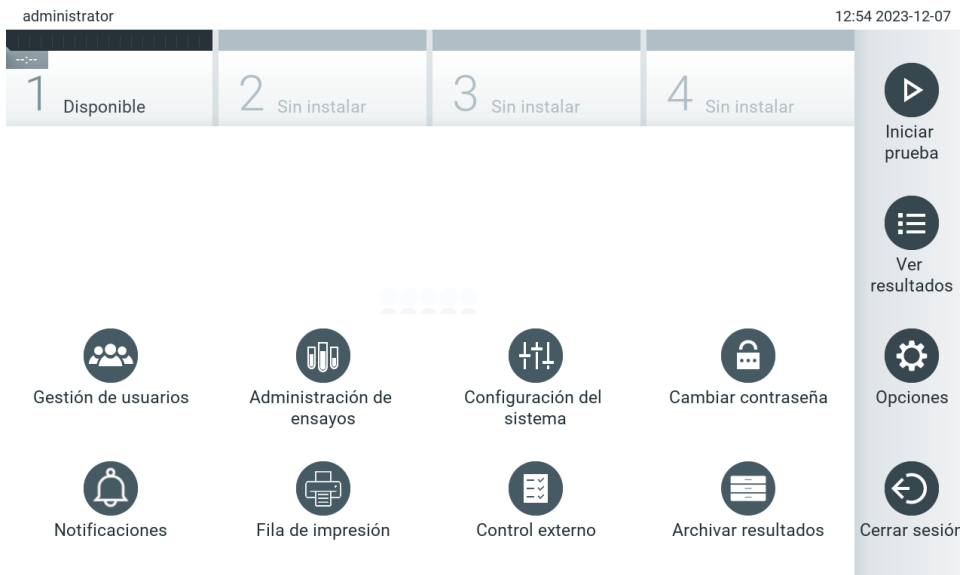 administrator
12:54 2023-12-07
--:--
1 Disponible
2 Sin instalar
3 Sin instalar
4 Sin instalar
Iniciar
prueba
Ver
resultados
Gestión de usuarios
Administración de
ensayos
Configuración del
sistema
Cambiar contraseña
Opciones
Notificaciones
Fila de impresión
Control externo
Archivar resultados
Cerrar sesión